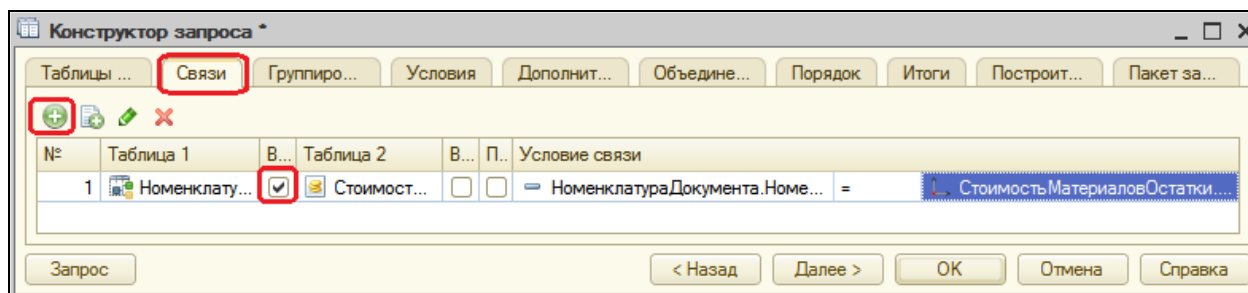 Конструктор запроса *
Таблицы ... Связи Группиро... Условия Дополнит... Объедине... Порядок Итоги Построит... Пакет за...
№ Таблица 1 В... Таблица 2 В... П.. Условие связи
1 Номенклату... Стоимост... НоменклатураДокумента.Номе... = СтоимостьМатериаловОстатки....
Запрос < Назад Далее > ОК Отмена Справка